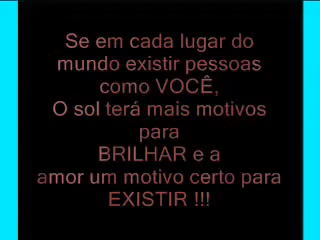 Se em cada lugar do
mundo existir pessoas
como VOCÊ,
O sol terá mais motivos
para
BRILHAR e a
amor um motivo certo para
EXISTIR !!!